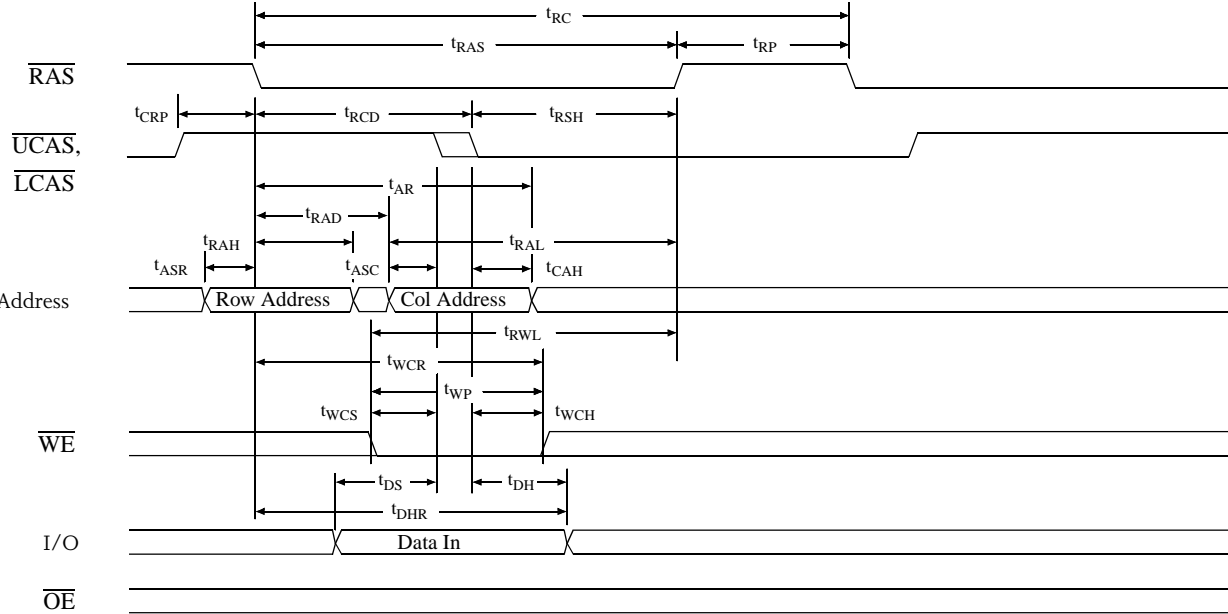 tRC
tRAS tRP
RAS
tCRP tRCD tRSH
UCAS,
LCAS
tAR
tRAD
tRAH tRAL
tASR tASC tCAH
Address Row Address Col Address
tRWL
tWCR
tWP
tWCS tWCH
WE
tDS tDH
tDHR
I/O Data In
OE